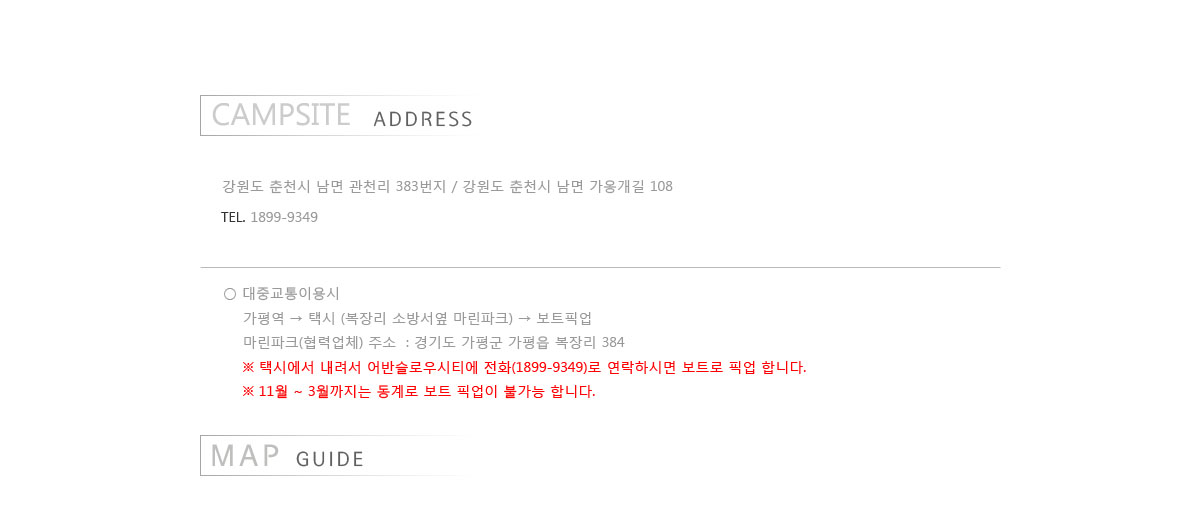 CAMPSITE ADDRESS
강원도 춘천시 남면 관천리 383번지 / 강원도 춘천시 남면 가옹개길 108
TEL. 1899-9349
○ 대중교통이용시
가평역 → 택시 (복장리 소방서옆 마린파크) → 보트픽업
마린파크(협력업체) 주소 : 경기도 가평군 가평읍 복장리 384
※ 택시에서 내려서 어반슬로우시티에 전화(1899-9349)로 연락하시면 보트로 픽업 합니다.
※ 11월 ~ 3월까지는 동계로 보트 픽업이 불가능 합니다.
MAP GUIDE